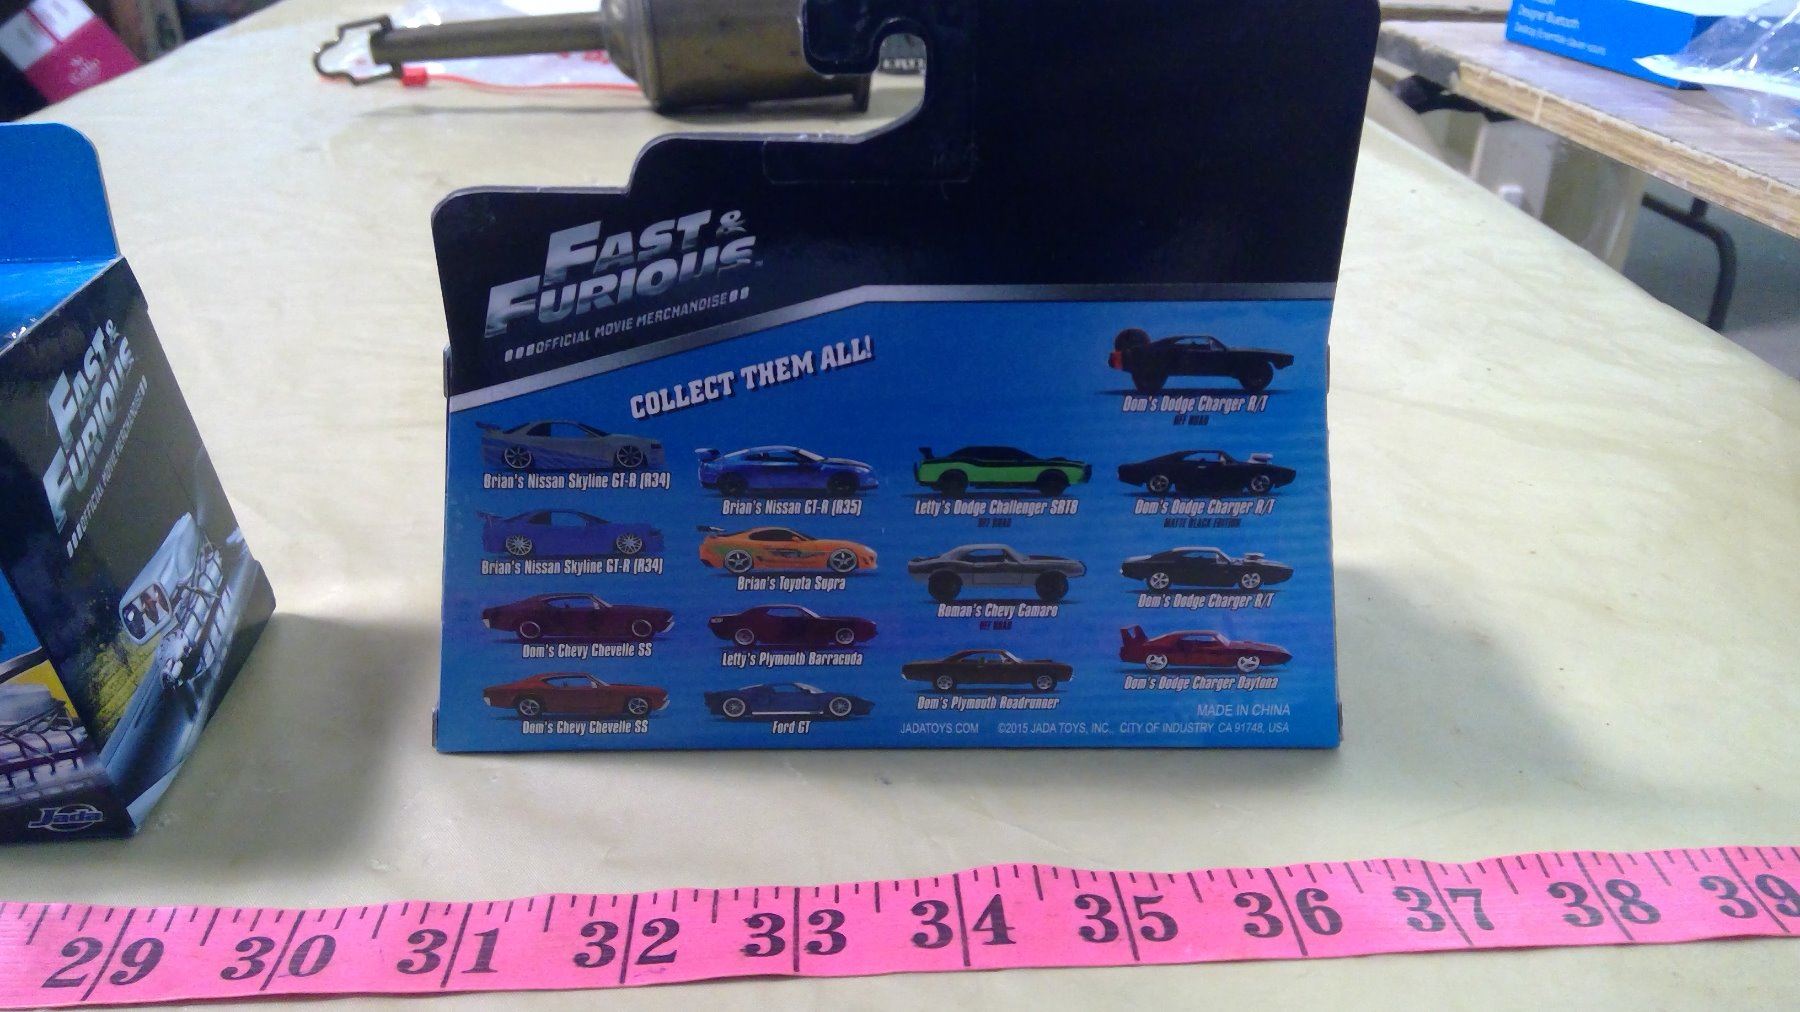 FAST &
FURIOUS
OFFICIAL MOVIE MERCHANDISE
COLLECT THEM ALL!
Brian's Nissan Skyline GT-R (R34)
Brian's Nissan Skyline GT-R (R34)
Dom's Chevy Chevelle SS
Dom's Chevy Chevelle SS
Brian's Nissan GT-R (R35)
Brian's Toyota Supra
Letty's Plymouth Barracuda
Ford GT
Letty's Dodge Challenger SRT8
OFF ROAD
Roman's Chevy Camaro
OFF ROAD
Dom's Plymouth Roadrunner
Dom's Dodge Charger R/T
OFF ROAD
Dom's Dodge Charger R/T
MATTE BLACK EDITION
Dom's Dodge Charger R/T
Dom's Dodge Charger Daytona
MADE IN CHINA
JADATOYS.COM ©2015 JADA TOYS, INC., CITY OF INDUSTRY CA 91748, USA
FAST &
FURIOUS
OFFICIAL MOVIE MERCHANDISE
Jada
Designer Bluetooth
29 30 31 32 33 34 35 36 37 38 39